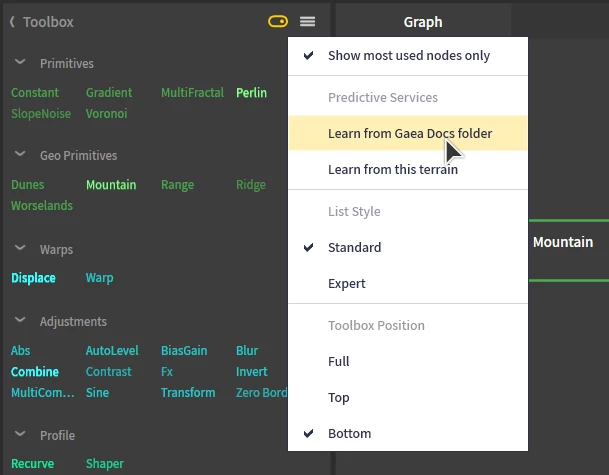 Toolbox
Graph
Primitives
Constant Gradient MultiFractal Perlin
SlopeNoise Voronoi
Geo Primitives
Dunes Mountain Range Ridge
Worselands
Warps
Displace Warp
Adjustments
Abs AutoLevel BiasGain Blur
Combine Contrast Fx Invert
MultiCom... Sine Transform Zero Bord
Profile
Recurve Shaper
Show most used nodes only
Predictive Services
Learn from Gaea Docs folder
Learn from this terrain
List Style
Standard
Expert
Toolbox Position
Full
Top
Bottom
Mountain